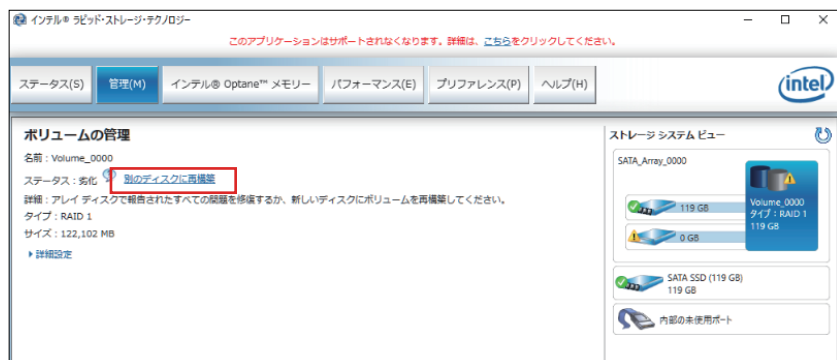 インテル® ラピッド・ストレージ・テクノロジー
このアプリケーションはサポートされなくなります。詳細は、こちらをクリックしてください。
ステータス(S) 管理(M) インテル® Optane™ メモリー パフォーマンス(E) プリファレンス(P) ヘルプ(H)
intel
ボリュームの管理
名前 : Volume_0000
ステータス : 劣化 別のディスクに再構築
詳細 : アレイ ディスクで報告されたすべての問題を修復するか、新しいディスクにボリュームを再構築してください。
タイプ : RAID 1
サイズ : 122,102 MB
詳細設定
ストレージ システム ビュー
SATA_Array_0000
119 GB
0 GB
Volume_0000
タイプ : RAID 1
119 GB
SATA SSD (119 GB)
119 GB
内部の未使用ポート